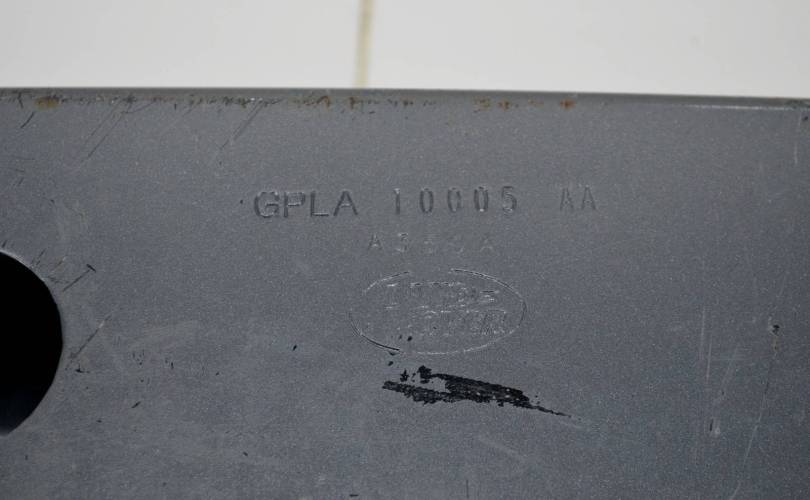 GPLA 10005 AA
LAND-
ROVER